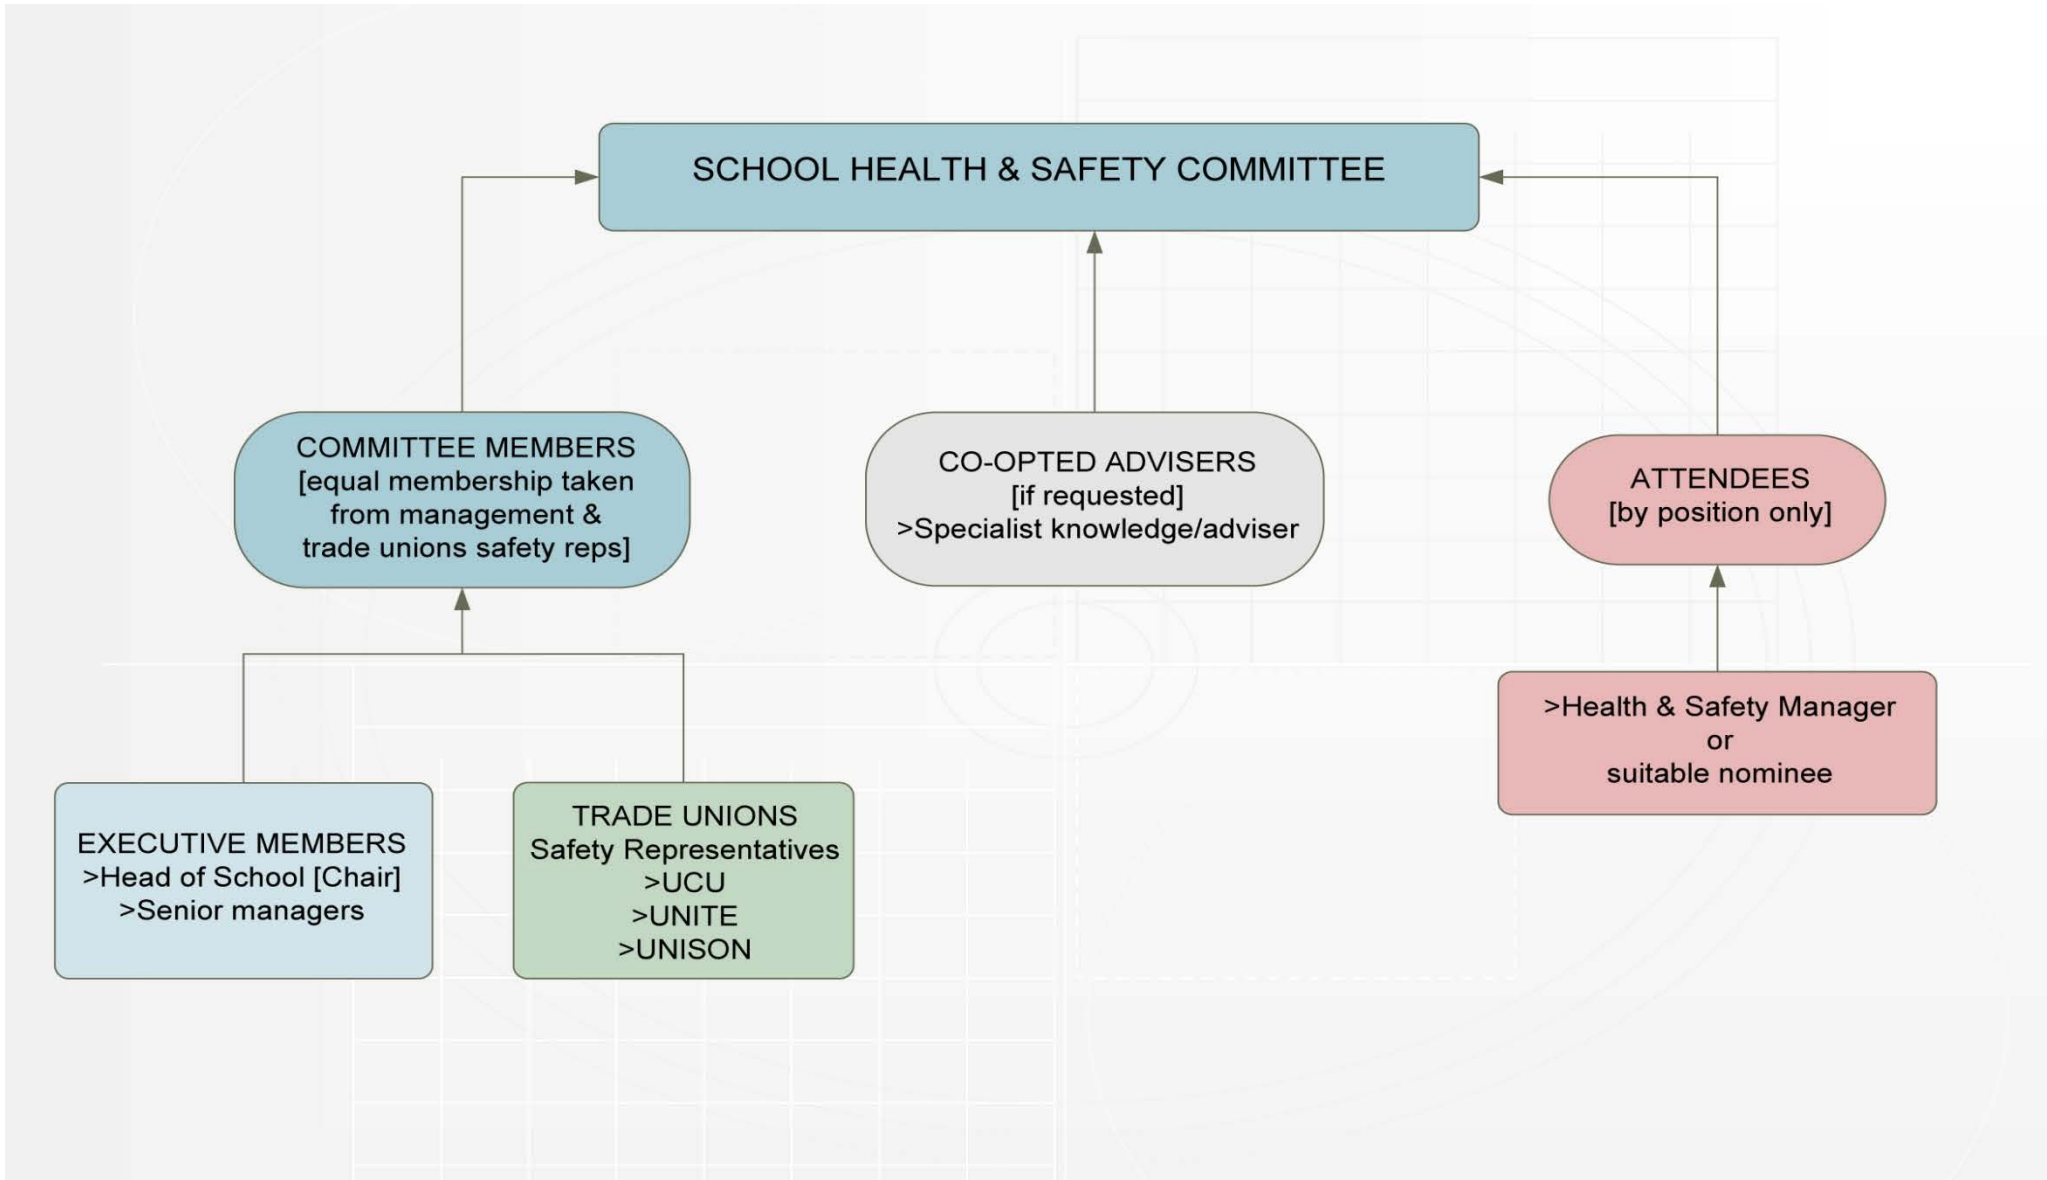 SCHOOL HEALTH & SAFETY COMMITTEE
COMMITTEE MEMBERS
[equal membership taken
from management &
trade unions safety reps]
CO-OPTED ADVISERS
[if requested]
>Specialist knowledge/adviser
ATTENDEES
[by position only]
>Health & Safety Manager
or
suitable nominee
EXECUTIVE MEMBERS
>Head of School [Chair]
>Senior managers
TRADE UNIONS
Safety Representatives
>UCU
>UNITE
>UNISON